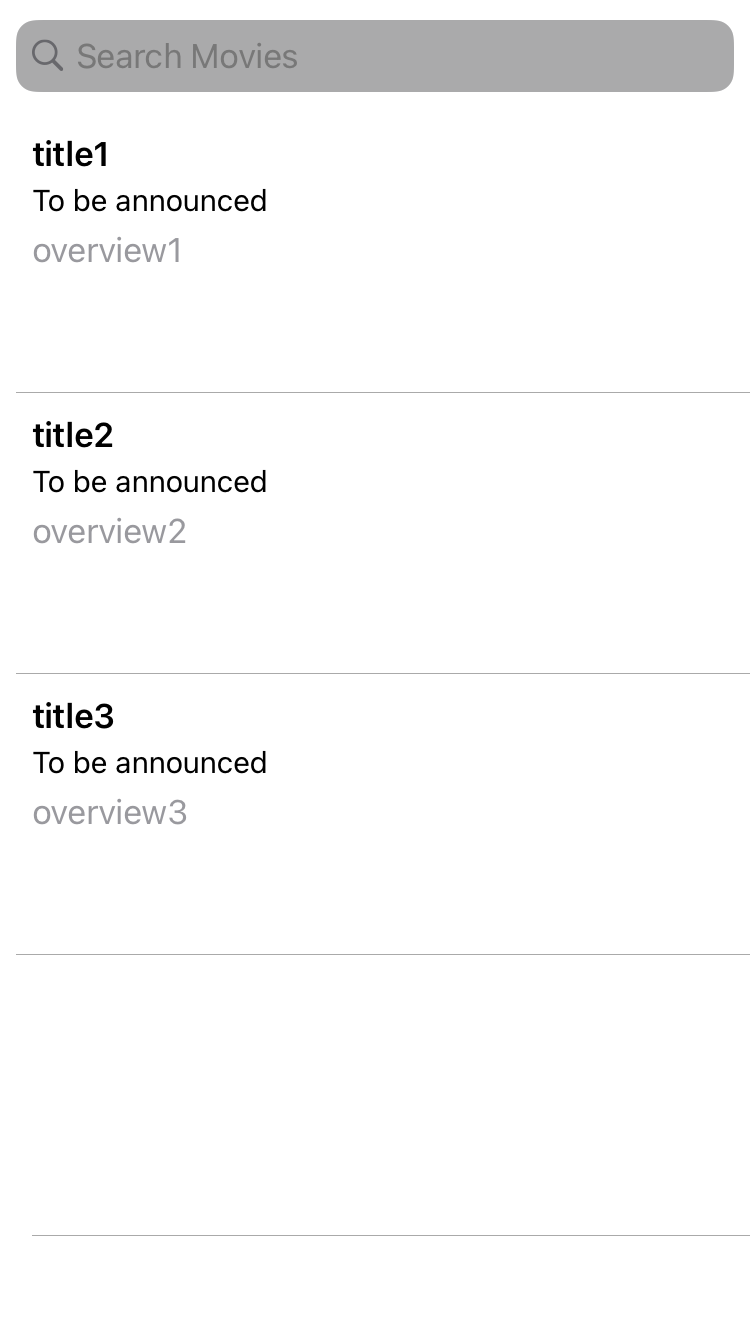 Search Movies
title1
To be announced
overview1
title2
To be announced
overview2
title3
To be announced
overview3